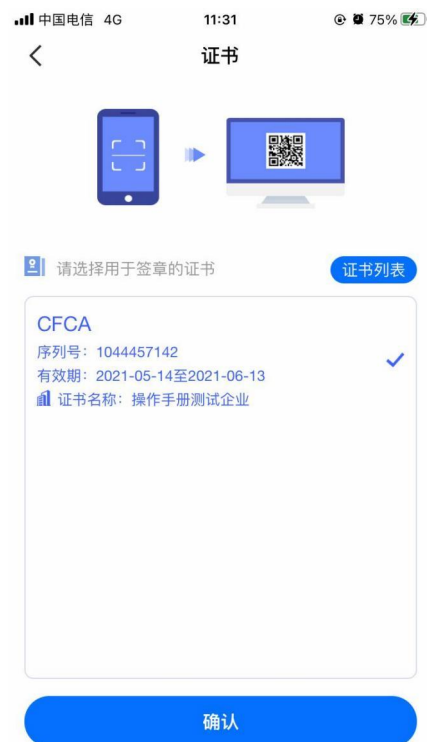 中国电信 4G 11:31 75%
证书
请选择用于签章的证书 证书列表
CFCA
序列号：1044457142
有效期：2021-05-14至2021-06-13
证书名称：操作手册测试企业
确认